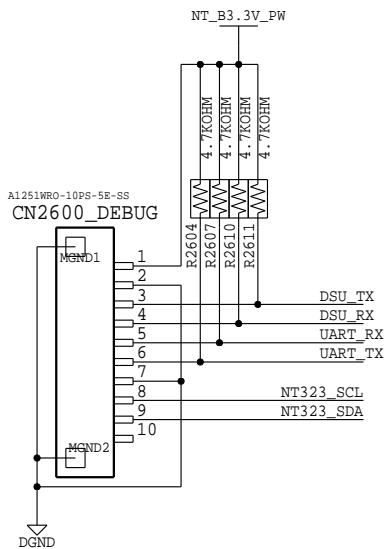 NT_B3.3V_PW
4.7KOHM
4.7KOHM
4.7KOHM
4.7KOHM
A1251WRO-10PS-5E-SS
CN2600_DEBUG
R2604
R2607
R2610
R2611
MGND1
1
2
3
DSU_TX
4
DSU_RX
5
UART_RX
6
UART_TX
7
8
NT323_SCL
9
NT323_SDA
10
MGND2
DGND